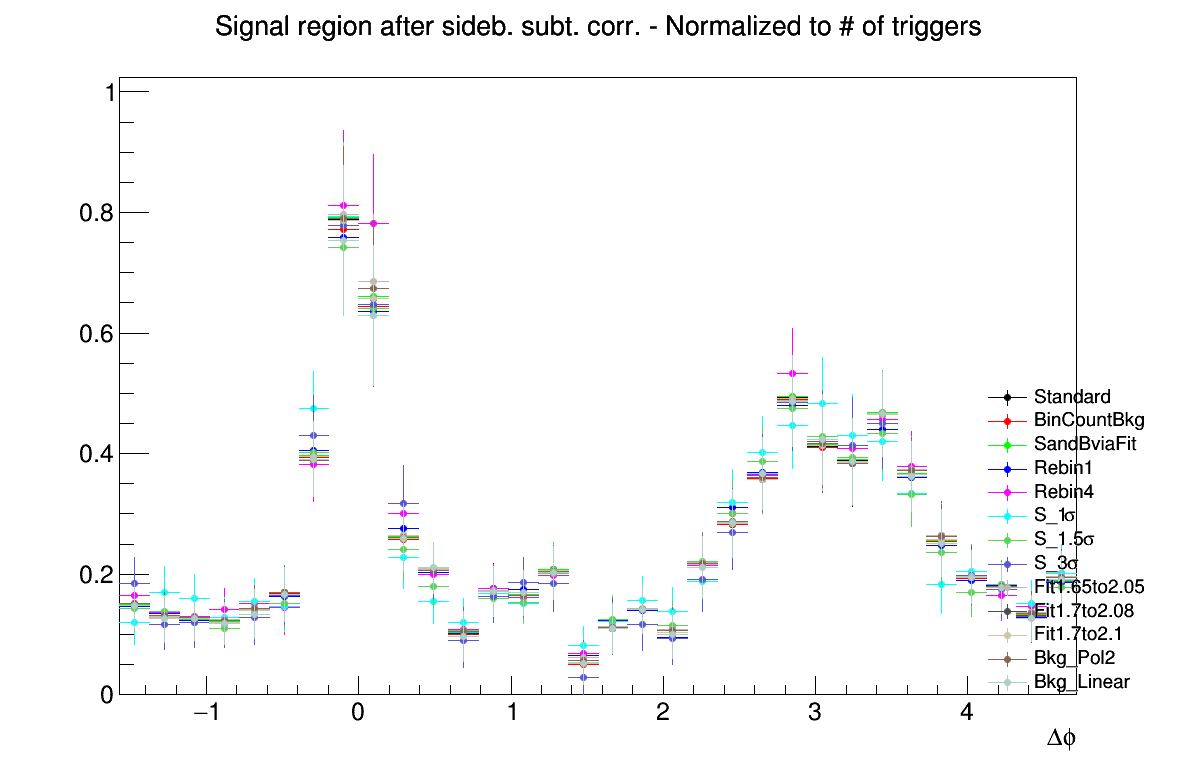 Signal region after sideb. subt. corr. - Normalized to # of triggers
1
0.8
0.6
0.4
0.2
0
−1 0 1 2 3 4
Δϕ
Standard
BinCountBkg
SandBviaFit
Rebin1
Rebin4
S_1σ
S_1.5σ
S_3σ
Fit1.65to2.05
Fit1.7to2.08
Fit1.7to2.1
Bkg_Pol2
Bkg_Linear